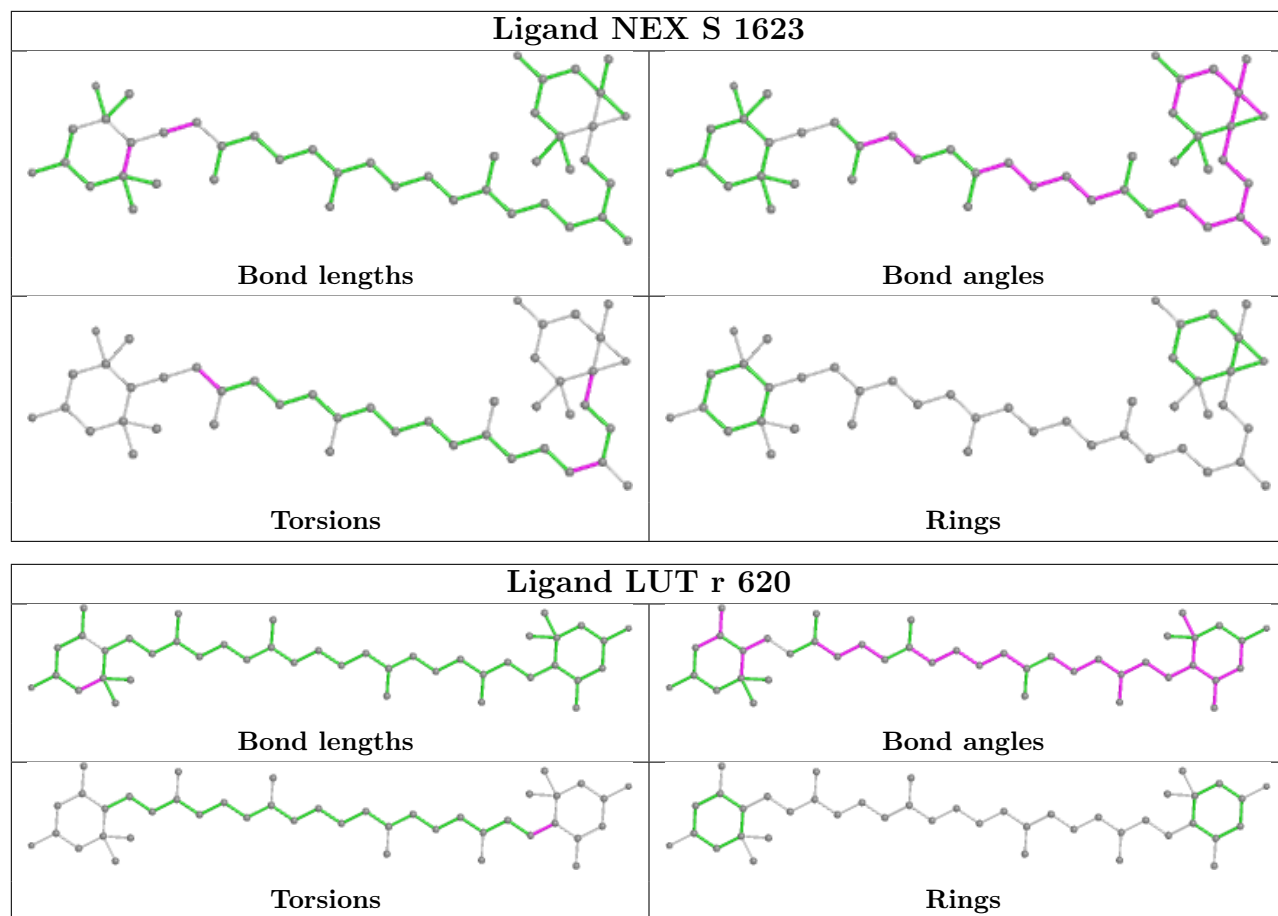 Ligand NEX S 1623
Bond lengths
Bond angles
Torsions
Rings
Ligand LUT r 620
Bond lengths
Bond angles
Torsions
Rings